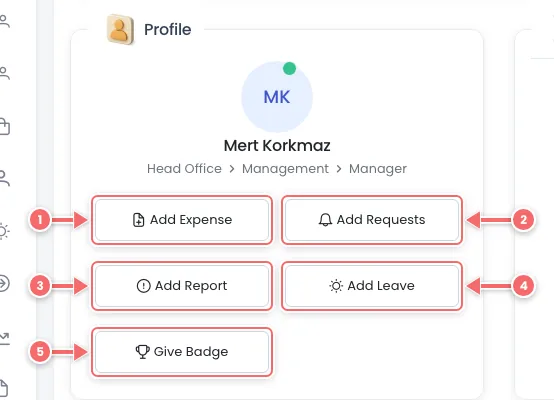 Profile
MK
Mert Korkmaz
Head Office > Management > Manager
1 Add Expense Add Requests 2
3 Add Report Add Leave 4
5 Give Badge